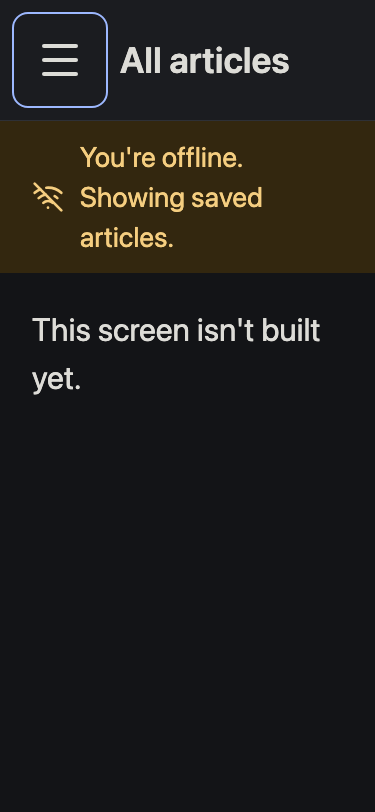 All articles
You're offline.
Showing saved
articles.
This screen isn't built
yet.